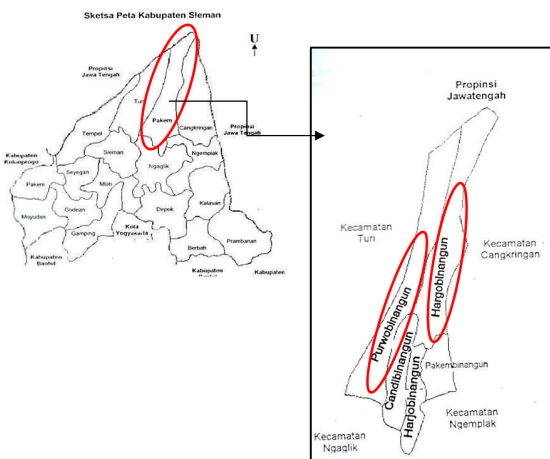 Sketsa Peta Kabupaten Sleman
U
Propinsi
Jawa Tengah
Turi
Pakem
Cangkringan
Tempel
Propinsi
Jawa Tengah
Kabupaten
Kulonprogo
Sleman
Ngaglik
Ngemplak
Seyegan
Pakem
Mlati
Kalasan
Moyudan
Godean
Depok
Gamping
Kota
Yogyakarta
Berbah
Prambanan
Kabupaten
Bantul
Kabupaten
Kabupaten
Propinsi
Jawatengah
Kecamatan
Turi
Kecamatan
Cangkringan
Hargobinangun
Purwobinangun
Candibinangun
Harjobinangun
Pakembinangun
Kecamatan
Ngemplak
Kecamatan
Ngaglik